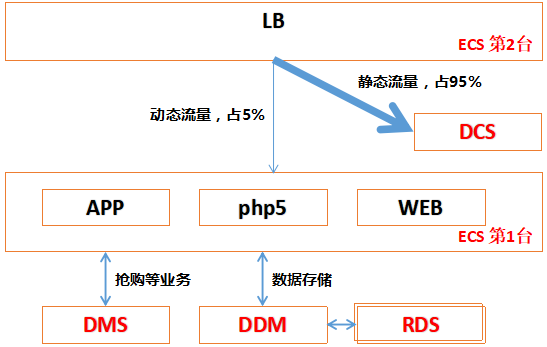 LB
ECS 第2台
静态流量，占95%
动态流量，占5%
DCS
APP
php5
WEB
ECS 第1台
抢购等业务
数据存储
DMS
DDM
RDS